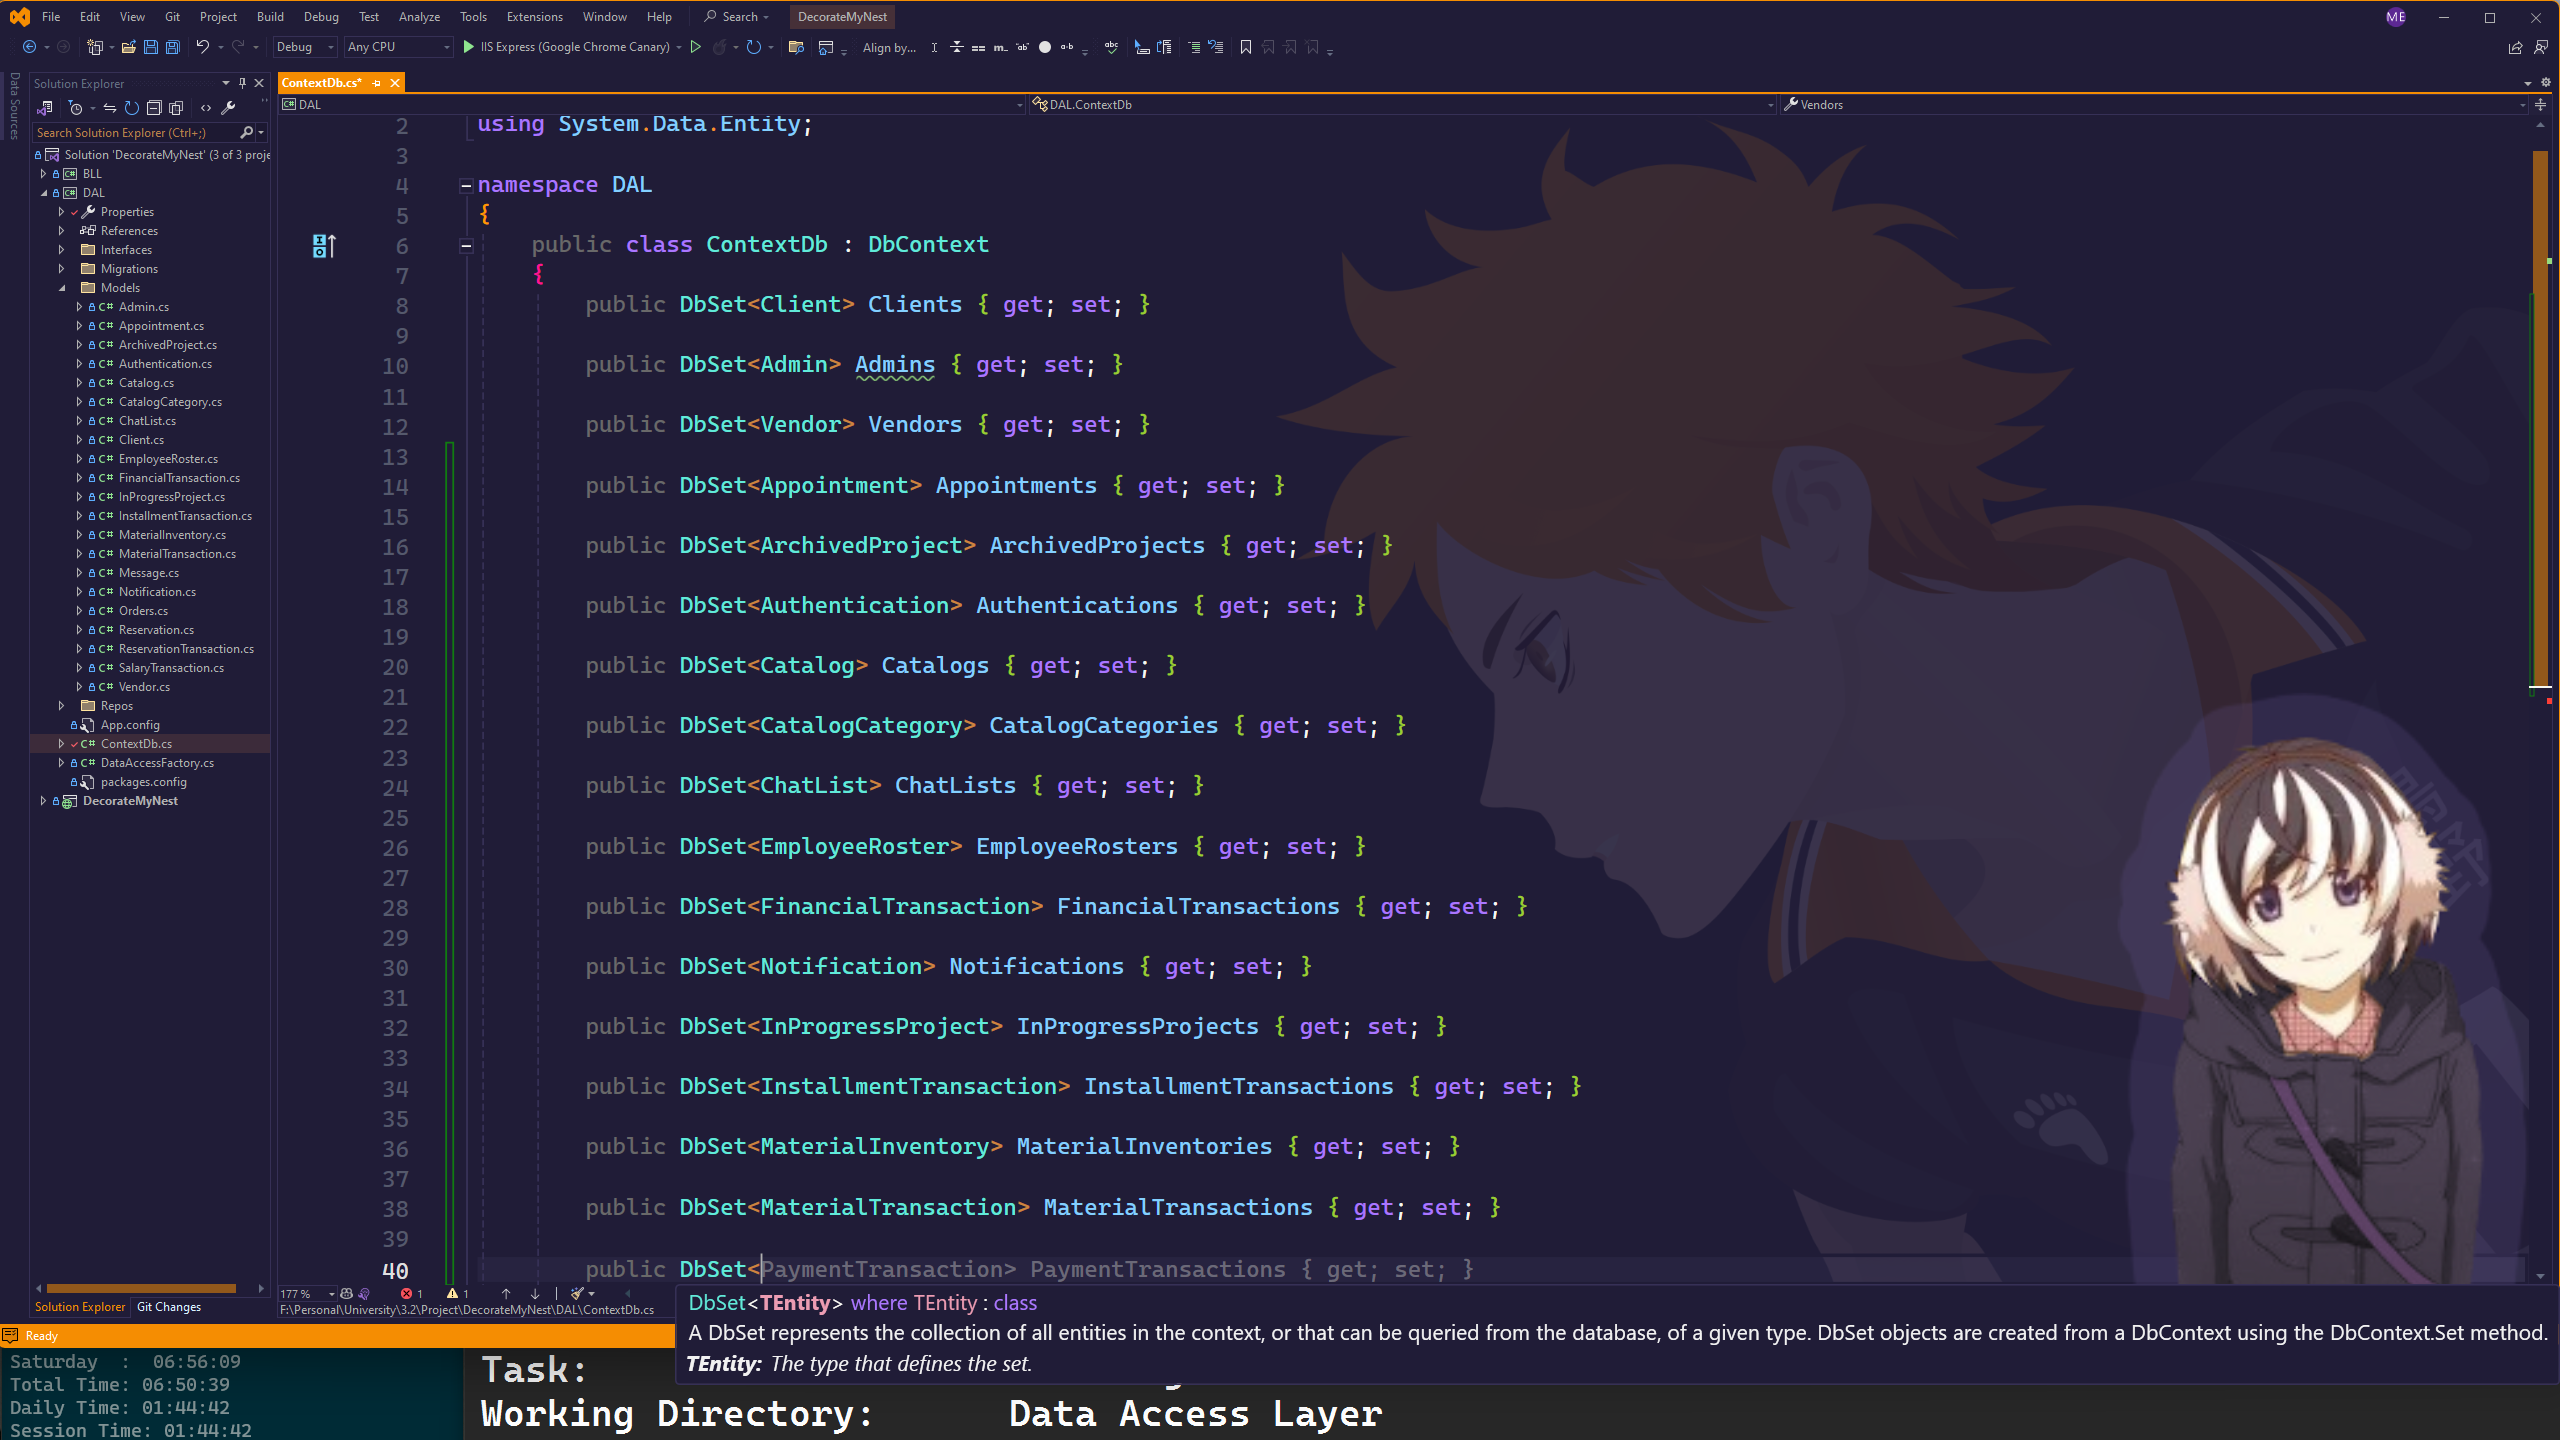 File Edit View Git Project Build Debug Test Analyze Tools Extensions Window Help Search DecorateMyNest ME
Debug Any CPU IIS Express (Google Chrome Canary) Align by...
Data Sources
Solution Explorer
Search Solution Explorer (Ctrl+;)
Solution 'DecorateMyNest' (3 of 3 proje
C# BLL
C# DAL
Properties
References
Interfaces
Migrations
Models
C# Admin.cs
C# Appointment.cs
C# ArchivedProject.cs
C# Authentication.cs
C# Catalog.cs
C# CatalogCategory.cs
C# ChatList.cs
C# Client.cs
C# EmployeeRoster.cs
C# FinancialTransaction.cs
C# InProgressProject.cs
C# InstallmentTransaction.cs
C# MaterialInventory.cs
C# MaterialTransaction.cs
C# Message.cs
C# Notification.cs
C# Orders.cs
C# Reservation.cs
C# ReservationTransaction.cs
C# SalaryTransaction.cs
C# Vendor.cs
Repos
App.config
C# ContextDb.cs
C# DataAccessFactory.cs
packages.config
DecorateMyNest
Solution Explorer Git Changes
ContextDb.cs*
C# DAL DAL.ContextDb Vendors
2 using System.Data.Entity;
3
4 namespace DAL
5 {
6 public class ContextDb : DbContext
7 {
8 public DbSet<Client> Clients { get; set; }
9
10 public DbSet<Admin> Admins { get; set; }
11
12 public DbSet<Vendor> Vendors { get; set; }
13
14 public DbSet<Appointment> Appointments { get; set; }
15
16 public DbSet<ArchivedProject> ArchivedProjects { get; set; }
17
18 public DbSet<Authentication> Authentications { get; set; }
19
20 public DbSet<Catalog> Catalogs { get; set; }
21
22 public DbSet<CatalogCategory> CatalogCategories { get; set; }
23
24 public DbSet<ChatList> ChatLists { get; set; }
25
26 public DbSet<EmployeeRoster> EmployeeRosters { get; set; }
27
28 public DbSet<FinancialTransaction> FinancialTransactions { get; set; }
29
30 public DbSet<Notification> Notifications { get; set; }
31
32 public DbSet<InProgressProject> InProgressProjects { get; set; }
33
34 public DbSet<InstallmentTransaction> InstallmentTransactions { get; set; }
35
36 public DbSet<MaterialInventory> MaterialInventories { get; set; }
37
38 public DbSet<MaterialTransaction> MaterialTransactions { get; set; }
39
40 public DbSet<PaymentTransaction> PaymentTransactions { get; set; }
177 % 1 1
F:\Personal\University\3.2\Project\DecorateMyNest\DAL\ContextDb.cs
DbSet<TEntity> where TEntity : class
A DbSet represents the collection of all entities in the context, or that can be queried from the database, of a given type. DbSet objects are created from a DbContext using the DbContext.Set method.
TEntity: The type that defines the set.
Ready
Saturday : 06:56:09
Total Time: 06:50:39
Daily Time: 01:44:42
Session Time: 01:44:42
Task:
Working Directory: Data Access Layer